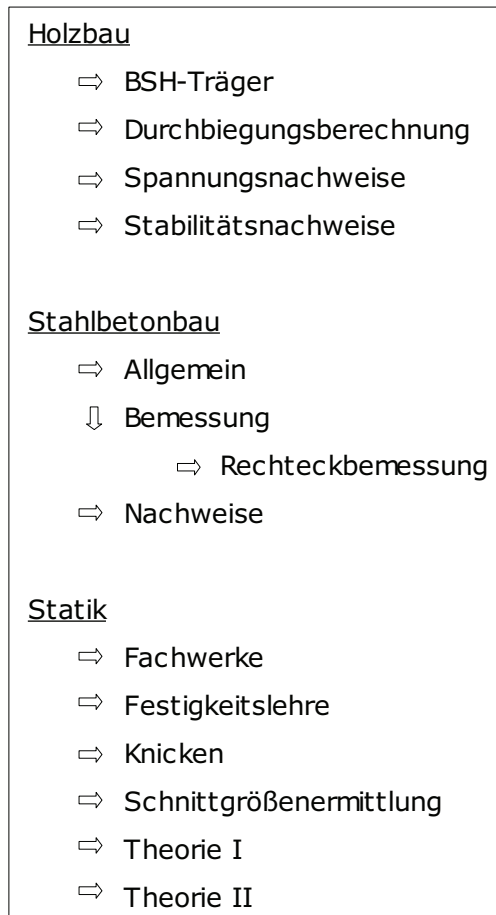 Holzbau
⇨ BSH-Träger
⇨ Durchbiegungsberechnung
⇨ Spannungsnachweise
⇨ Stabilitätsnachweise
Stahlbetonbau
⇨ Allgemein
⇩ Bemessung
⇨ Rechteckbemessung
⇨ Nachweise
Statik
⇨ Fachwerke
⇨ Festigkeitslehre
⇨ Knicken
⇨ Schnittgrößenermittlung
⇨ Theorie I
⇨ Theorie II